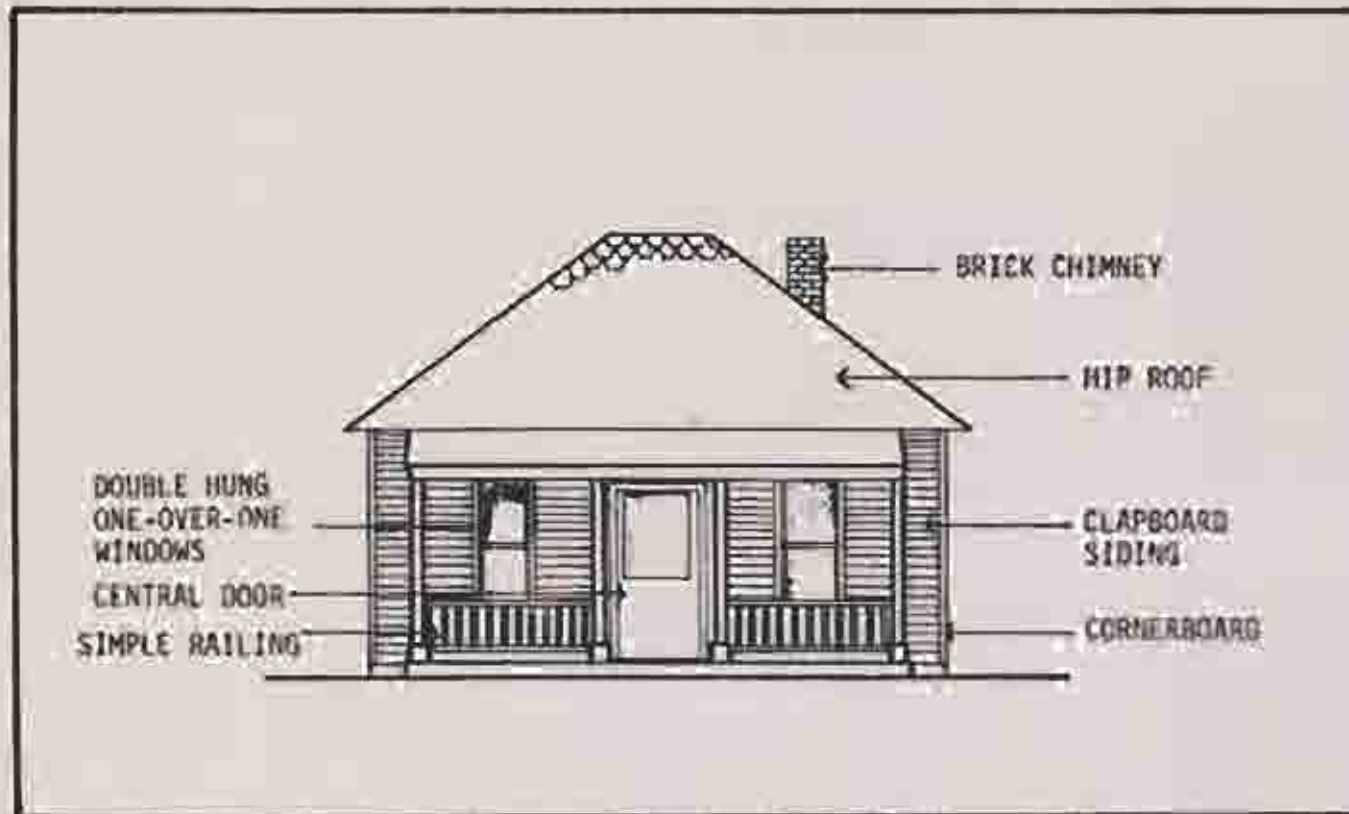 BRICK CHIMNEY
HIP ROOF
DOUBLE HUNG
ONE-OVER-ONE
WINDOWS
CENTRAL DOOR
SIMPLE RAILING
CLAPBOARD
SIDING
CORNERBOARD